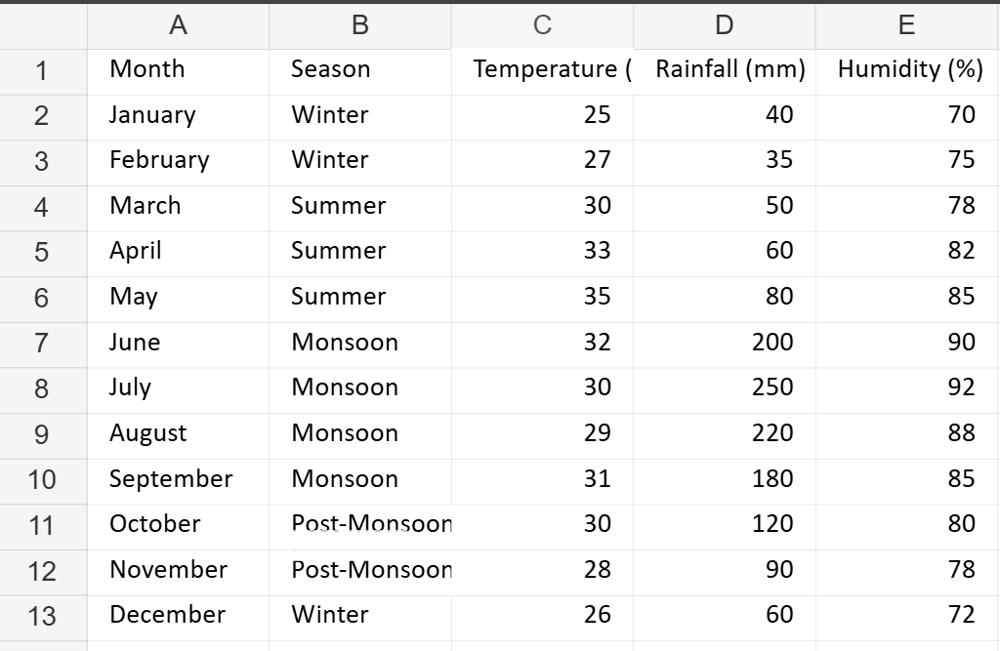 A B C D E
1 Month Season Temperature ( Rainfall (mm) Humidity (%)
2 January Winter 25 40 70
3 February Winter 27 35 75
4 March Summer 30 50 78
5 April Summer 33 60 82
6 May Summer 35 80 85
7 June Monsoon 32 200 90
8 July Monsoon 30 250 92
9 August Monsoon 29 220 88
10 September Monsoon 31 180 85
11 October Post-Monsoon 30 120 80
12 November Post-Monsoon 28 90 78
13 December Winter 26 60 72